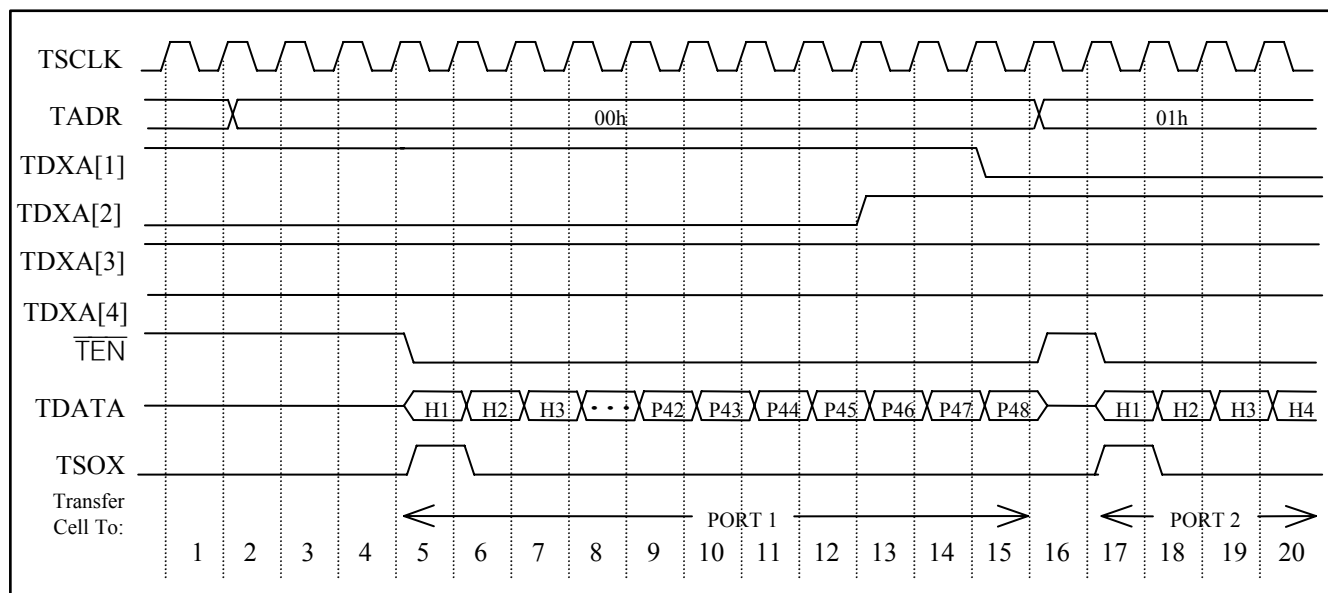 TSCLK
TADR 00h 01h
TDXA[1]
TDXA[2]
TDXA[3]
TDXA[4]
TEN
TDATA H1 H2 H3 ... P42 P43 P44 P45 P46 P47 P48 H1 H2 H3 H4
TSOX
Transfer
Cell To: PORT 1 PORT 2
1 2 3 4 5 6 7 8 9 10 11 12 13 14 15 16 17 18 19 20